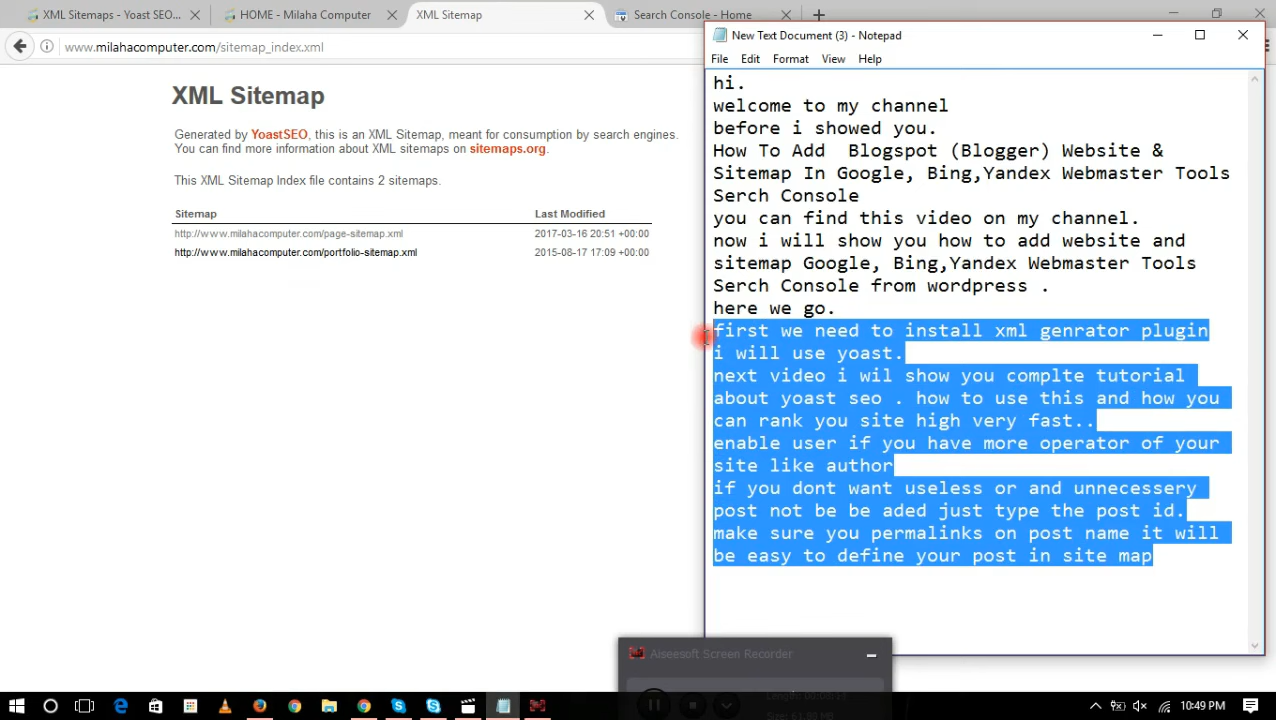 XML Sitemaps - Yoast SEO...
HOME - Milaha Computer
XML Sitemap
Search Console - Home
www.milahacomputer.com/sitemap_index.xml
XML Sitemap
Generated by YoastSEO, this is an XML Sitemap, meant for consumption by search engines.
You can find more information about XML sitemaps on sitemaps.org.
This XML Sitemap Index file contains 2 sitemaps.
Sitemap Last Modified
http://www.milahacomputer.com/page-sitemap.xml 2017-03-16 20:51 +00:00
http://www.milahacomputer.com/portfolio-sitemap.xml 2015-08-17 17:09 +00:00
New Text Document (3) - Notepad
File Edit Format View Help
hi.
welcome to my channel
before i showed you.
How To Add  Blogspot (Blogger) Website &
Sitemap In Google, Bing,Yandex Webmaster Tools
Serch Console
you can find this video on my channel.
now i will show you how to add website and
sitemap Google, Bing,Yandex Webmaster Tools
Serch Console from wordpress .
here we go.
first we need to install xml genrator plugin
i will use yoast.
next video i wil show you complte tutorial
about yoast seo . how to use this and how you
can rank you site high very fast..
enable user if you have more operator of your
site like author
if you dont want useless or and unnecessery
post not be be aded just type the post id.
make sure you permalinks on post name it will
be easy to define your post in site map
Aiseesoft Screen Recorder
10:49 PM